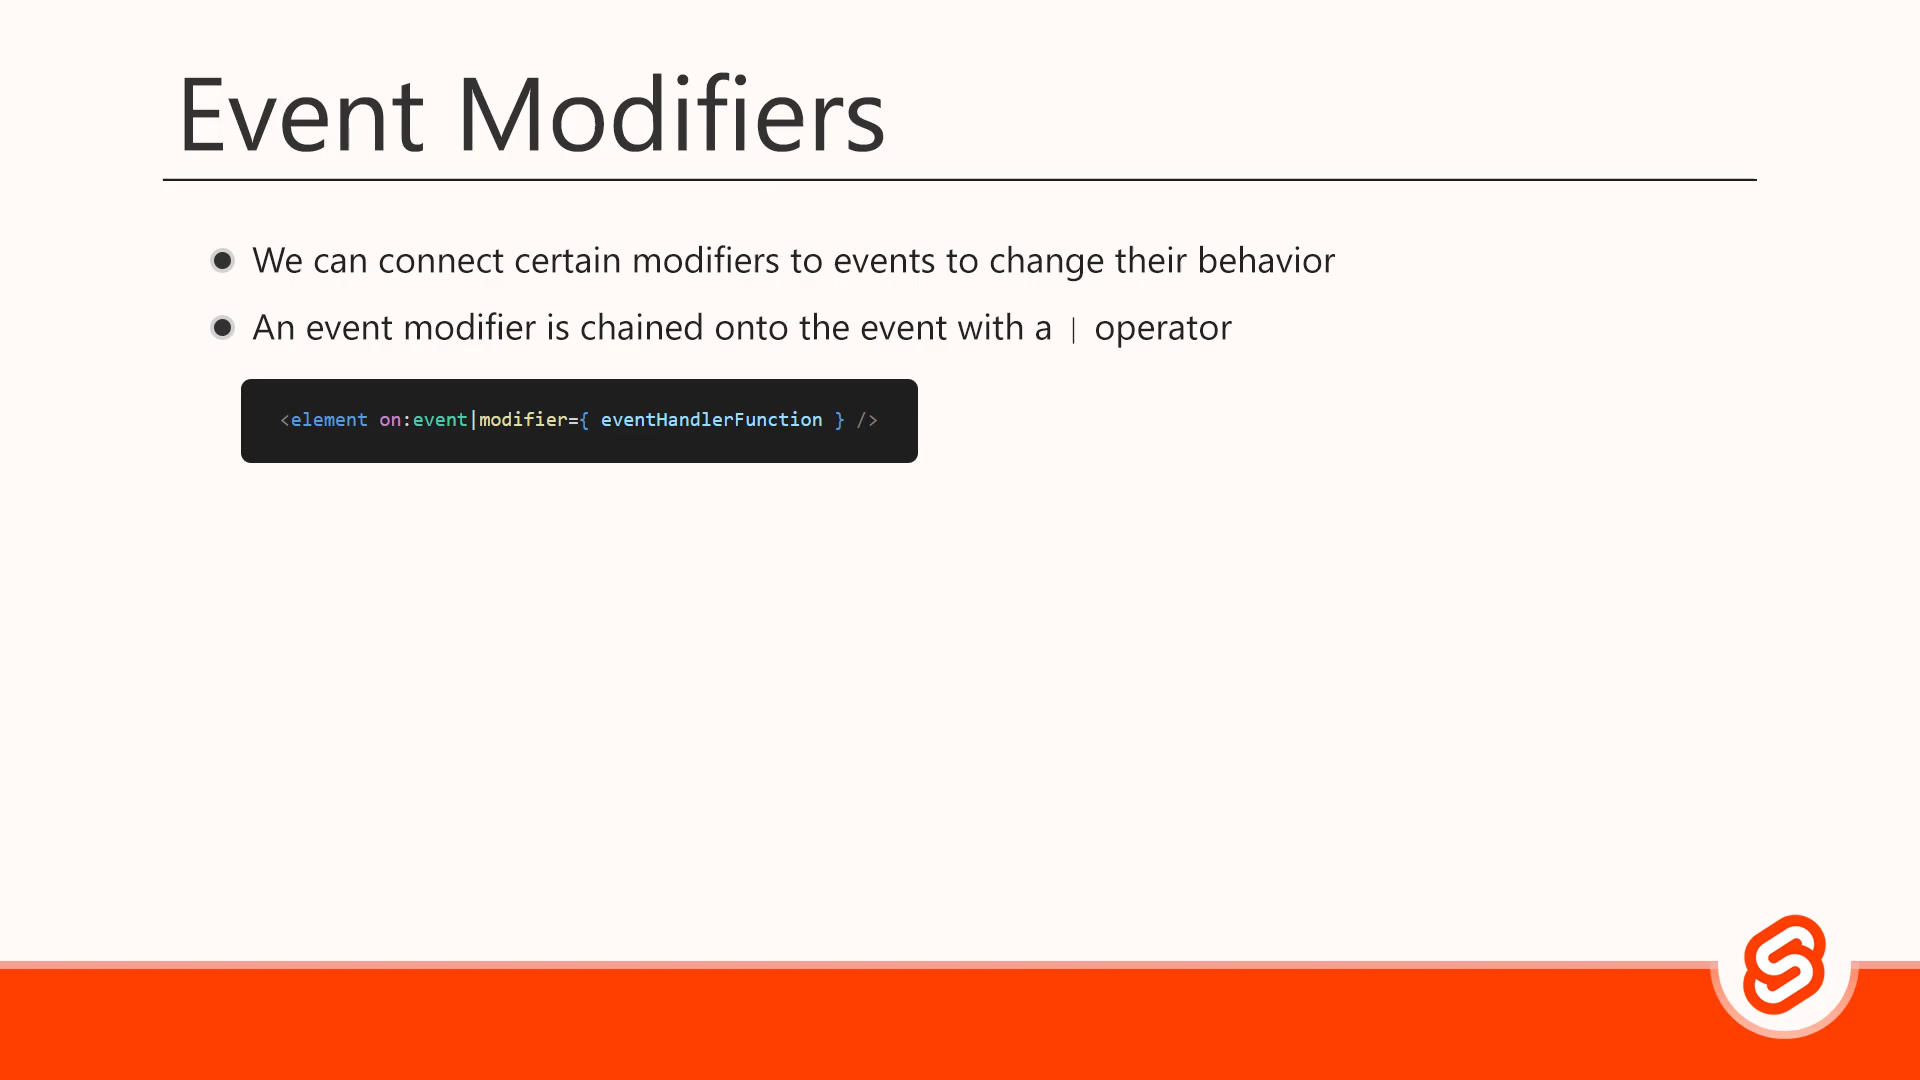 Event Modifiers
We can connect certain modifiers to events to change their behavior
An event modifier is chained onto the event with a | operator
<element on:event|modifier={ eventHandlerFunction } />